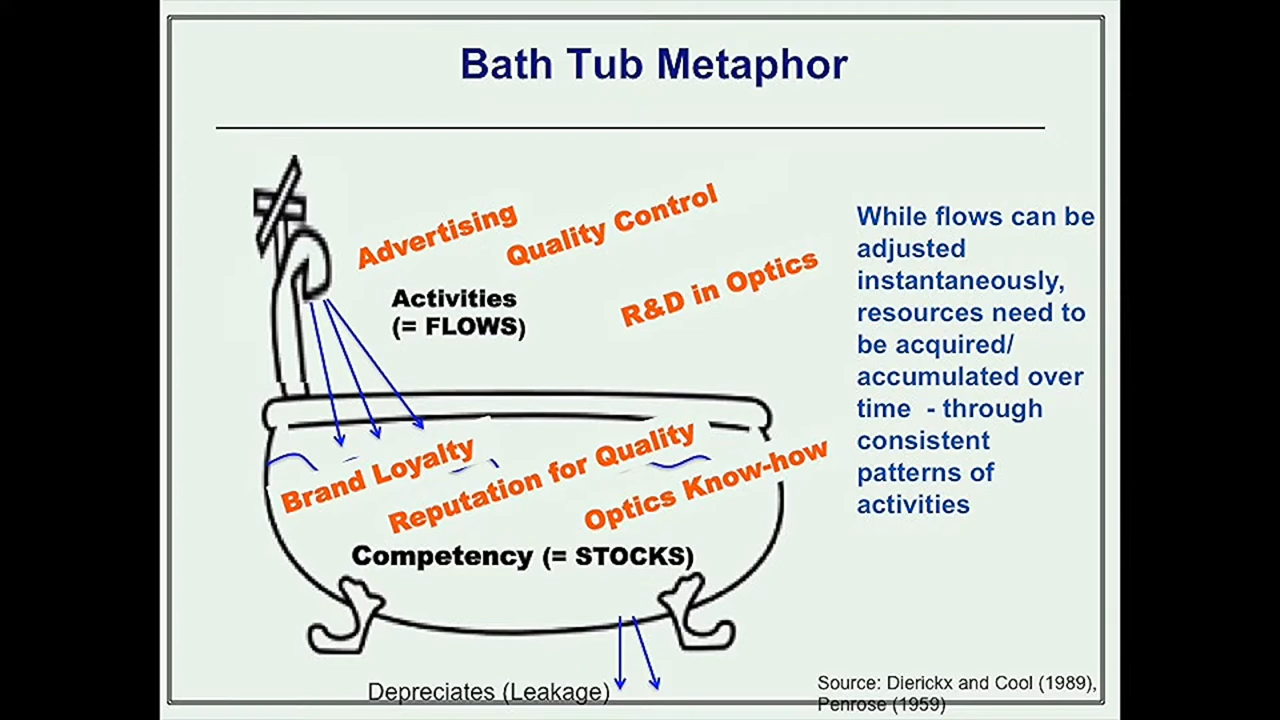 Bath Tub Metaphor
Advertising
Quality Control
R&D in Optics
Activities
(= FLOWS)
Brand Loyalty
Reputation for Quality
Optics Know-how
Competency (= STOCKS)
Depreciates (Leakage)
While flows can be
adjusted
instantaneously,
resources need to
be acquired/
accumulated over
time - through
consistent
patterns of
activities
Source: Dierickx and Cool (1989),
Penrose (1959)